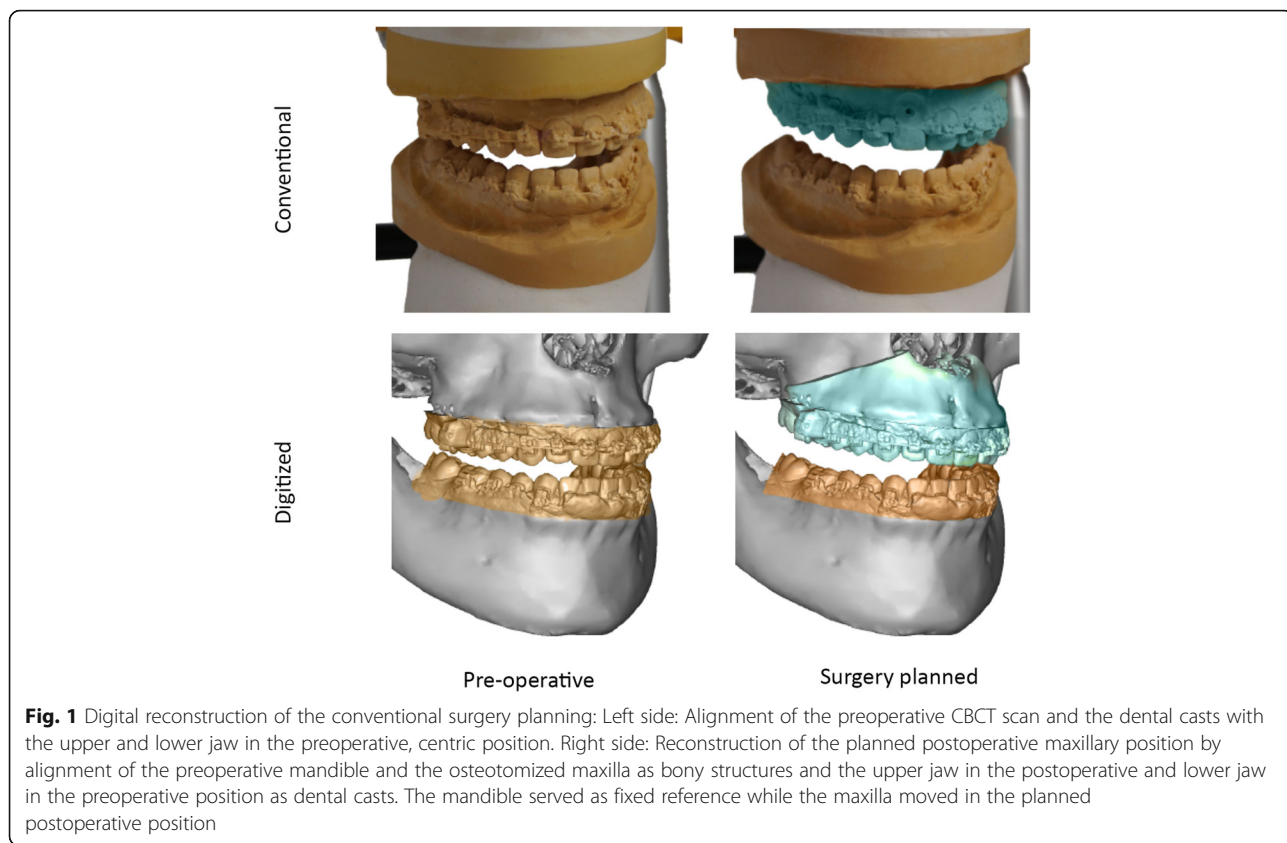 Conventional
Digitized
Pre-operative
Surgery planned
Fig. 1 Digital reconstruction of the conventional surgery planning: Left side: Alignment of the preoperative CBCT scan and the dental casts with
the upper and lower jaw in the preoperative, centric position. Right side: Reconstruction of the planned postoperative maxillary position by
alignment of the preoperative mandible and the osteotomized maxilla as bony structures and the upper jaw in the postoperative and lower jaw
in the preoperative position as dental casts. The mandible served as fixed reference while the maxilla moved in the planned
postoperative position